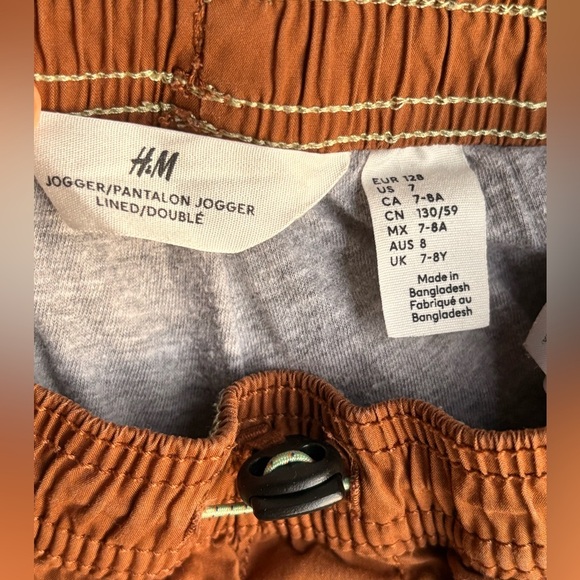 H&M
JOGGER/PANTALON JOGGER
LINED/DOUBLÉ
EUR 128
US 7
CA 7-8A
CN 130/59
MX 7-8A
AUS 8
UK 7-8Y
Made in
Bangladesh
Fabriqué au
Bangladesh